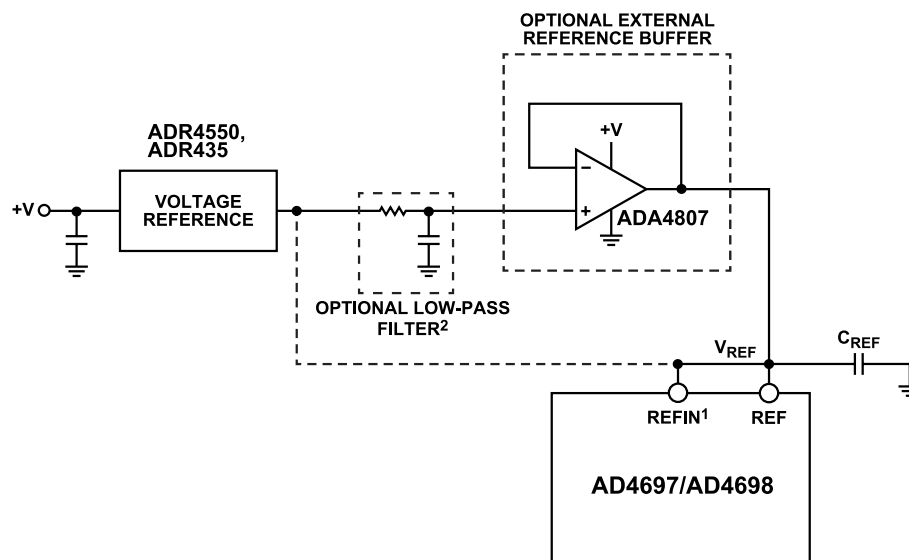 OPTIONAL EXTERNAL
REFERENCE BUFFER
ADR4550,
ADR435
+V
VOLTAGE
REFERENCE
+V
−
+
ADA4807
OPTIONAL LOW-PASS
FILTER²
VREF
CREF
REFIN¹
REF
AD4697/AD4698